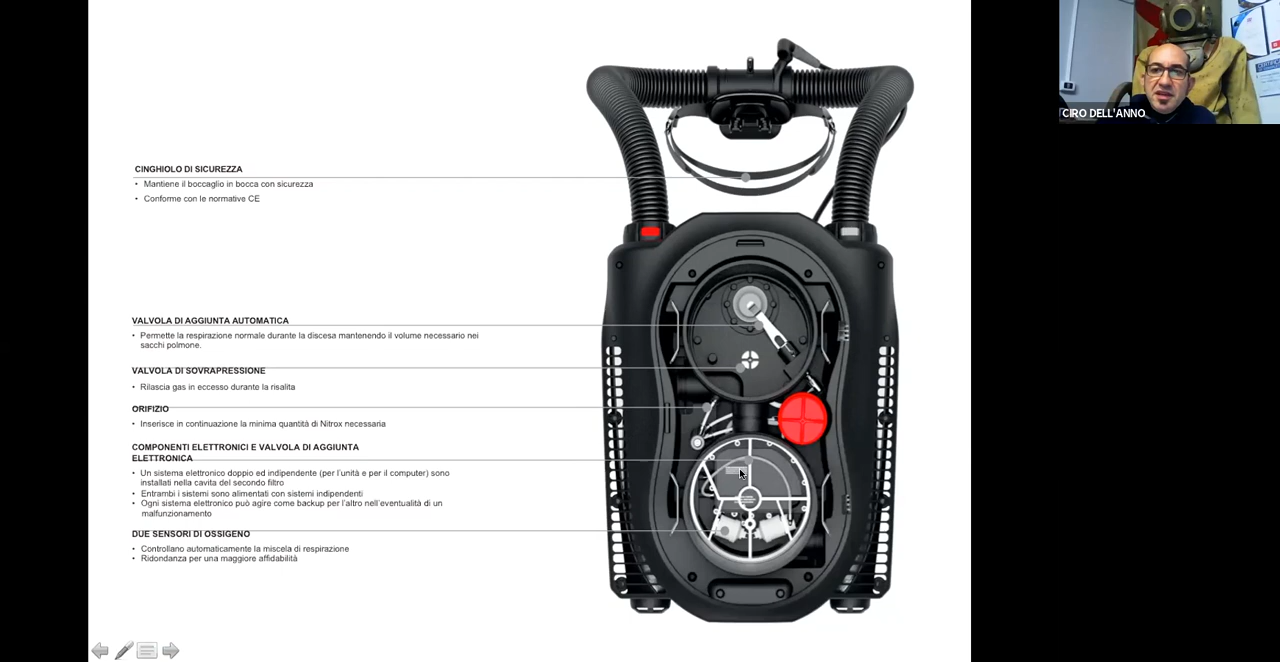 CINGHIOLO DI SICUREZZA
• Mantiene il boccaglio in bocca con sicurezza
• Conforme con le normative CE
VALVOLA DI AGGIUNTA AUTOMATICA
• Permette la respirazione normale durante la discesa mantenendo il volume necessario nei
sacchi polmone.
VALVOLA DI SOVRAPRESSIONE
• Rilascia gas in eccesso durante la risalita
ORIFIZIO
• Inserisce in continuazione la minima quantità di Nitrox necessaria
COMPONENTI ELETTRONICI E VALVOLA DI AGGIUNTA
ELETTRONICA
• Un sistema elettronico doppio ed indipendente (per l'unità e per il computer) sono
installati nella cavita del secondo filtro
• Entrambi i sistemi sono alimentati con sistemi indipendenti
• Ogni sistema elettronico può agire come backup per l'altro nell'eventualità di un
malfunzionamento
DUE SENSORI DI OSSIGENO
• Controllano automaticamente la miscela di respirazione
• Ridondanza per una maggiore affidabilità
CIRO DELL'ANNO